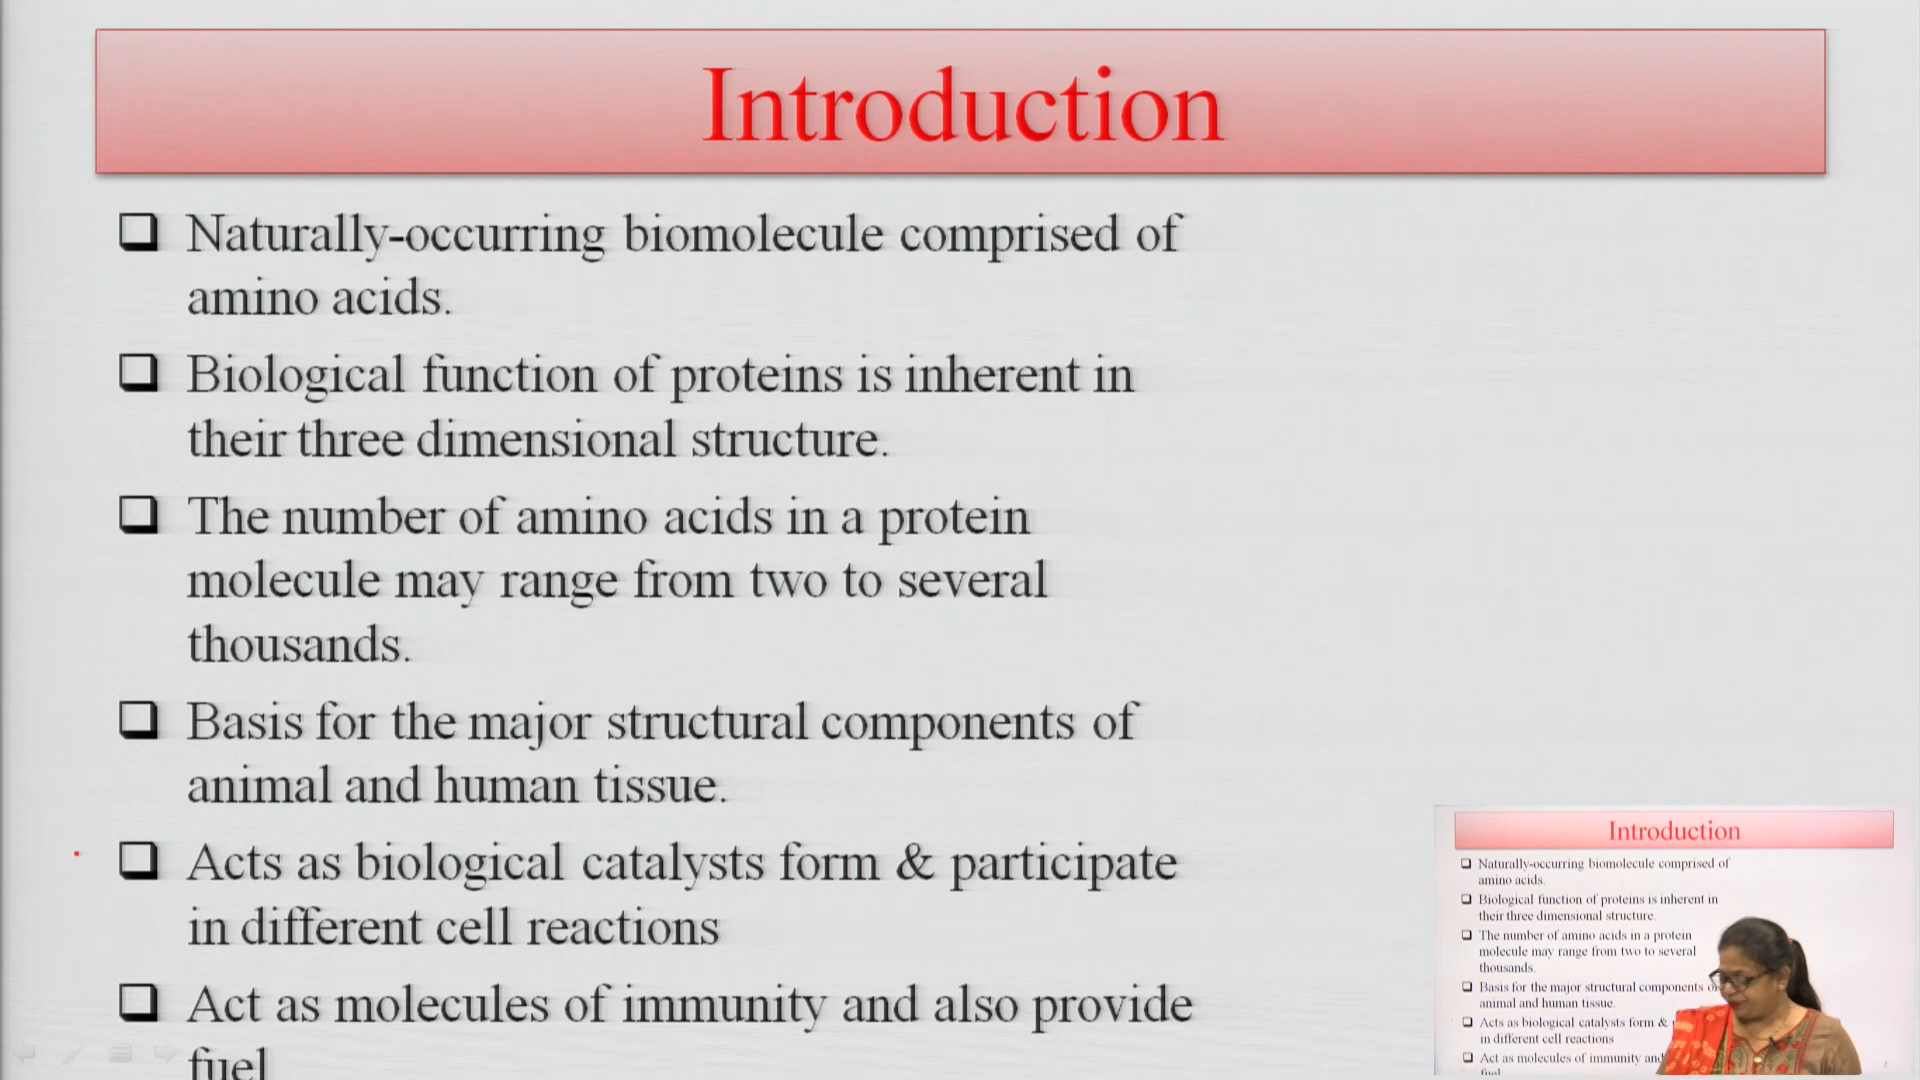 Introduction
❑ Naturally-occurring biomolecule comprised of
amino acids.
❑ Biological function of proteins is inherent in
their three dimensional structure.
❑ The number of amino acids in a protein
molecule may range from two to several
thousands.
❑ Basis for the major structural components of
animal and human tissue.
❑ Acts as biological catalysts form & participate
in different cell reactions
❑ Act as molecules of immunity and also provide
fuel
Introduction
❑ Naturally-occurring biomolecule comprised of
amino acids.
❑ Biological function of proteins is inherent in
their three dimensional structure.
❑ The number of amino acids in a protein
molecule may range from two to several
thousands.
❑ Basis for the major structural components
animal and human tissue.
❑ Acts as biological catalysts form &
in different cell reactions
❑ Act as molecules of immunity and
fuel